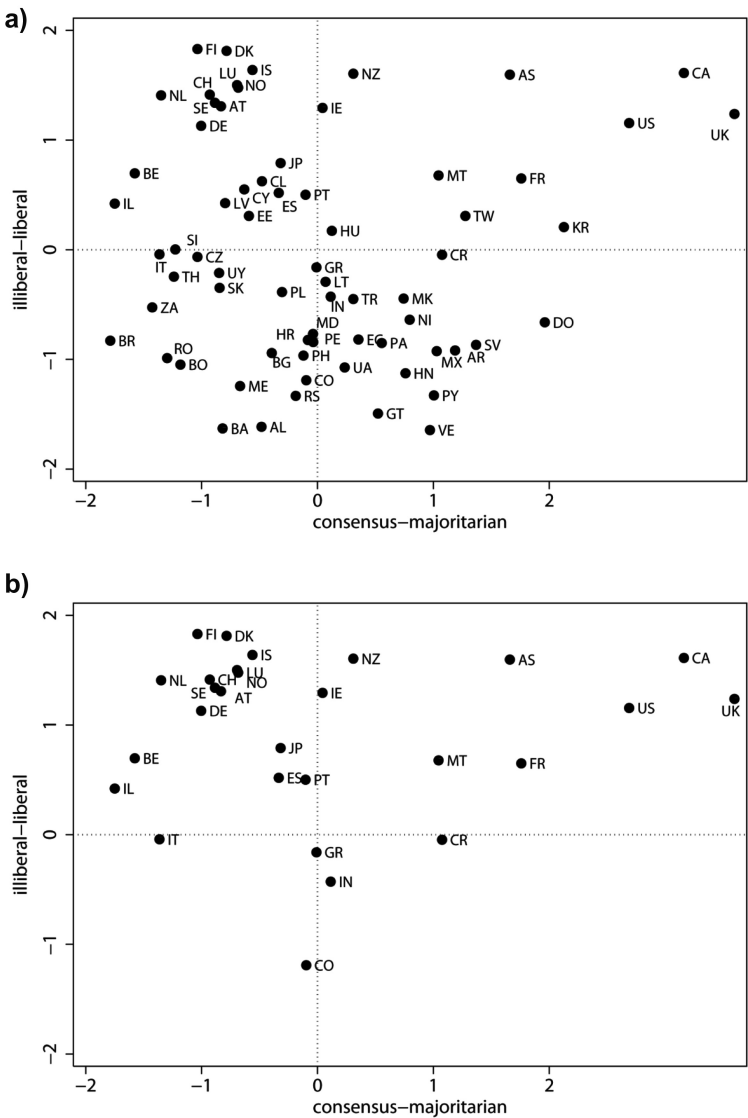 a)
2
1
0
−1
−2
illiberal−liberal
FI DK
LU IS
CH NO
NL
SE AT
DE
NZ AS CA
IE US UK
BE JP
CL
IL LV CY ES PT
EE
MT FR
TW
HU KR
SI
IT CZ GR CR
TH UY
SK LT
ZA PL IN TR MK
MD NI DO
BR HR PE EG PA SV
RO BG PH MX AR
BO UA HN
ME CO
RS PY
GT
BA AL VE
−2 −1 0 1 2
consensus−majoritarian
b)
2
1
0
−1
−2
illiberal−liberal
FI DK
IS NZ AS CA
NL CH LU
NO
SE AT IE
DE US UK
BE JP MT FR
IL ES PT
IT CR
GR
IN
CO
−2 −1 0 1 2
consensus−majoritarian